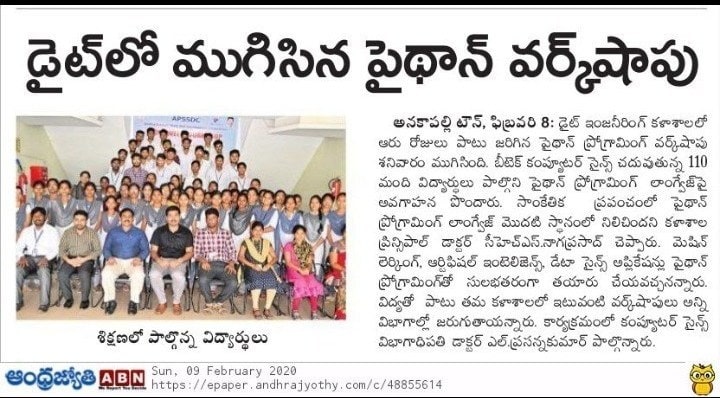 డైట్‌లో ముగిసిన పైథాన్ వర్క్‌షాపు
APSSDC
శిక్షణలో పాల్గొన్న విద్యార్థులు
అనకాపల్లి టౌన్, ఫిబ్రవరి 8: డైట్ ఇంజనీరింగ్ కళాశాలలో
ఆరు రోజులు పాటు జరిగిన పైథాన్ ప్రోగ్రామింగ్ వర్క్‌షాపు
శనివారం ముగిసింది. బీటెక్ కంప్యూటర్ సైన్స్ చదువుతున్న 110
మంది విద్యార్థులు పాల్గొని పైథాన్ ప్రోగ్రామింగ్ లాంగ్వేజ్‌పై
అవగాహన పొందారు. సాంకేతిక ప్రపంచంలో పైథాన్
ప్రోగ్రామింగ్ లాంగ్వేజ్ మొదటి స్థానంలో నిలిచిందని కళాశాల
ప్రిన్సిపాల్ డాక్టర్ సీహెచ్‌ఎస్.నాగప్రసాద్ చెప్పారు. మెషిన్
లెర్నింగ్, ఆర్టిఫిషల్ ఇంటెలిజెన్స్, డేటా సైన్స్ అప్లికేషన్లు పైథాన్
ప్రోగ్రామింగ్‌తో సులభతరంగా తయారు చేయవచ్చనన్నారు.
విద్యతో పాటు తమ కళాశాలలో ఇటువంటి వర్క్‌షాపులు అన్ని
విభాగాల్లో జరుగుతాయన్నారు. కార్యక్రమంలో కంప్యూటర్ సైన్స్
విభాగాధిపతి డాక్టర్ ఎల్.ప్రసన్నకుమార్ పాల్గొన్నారు.
ఆంధ్రజ్యోతి ABN
We Report You Decide
Sun, 09 February 2020
https://epaper.andhrajyothy.com/c/48855614